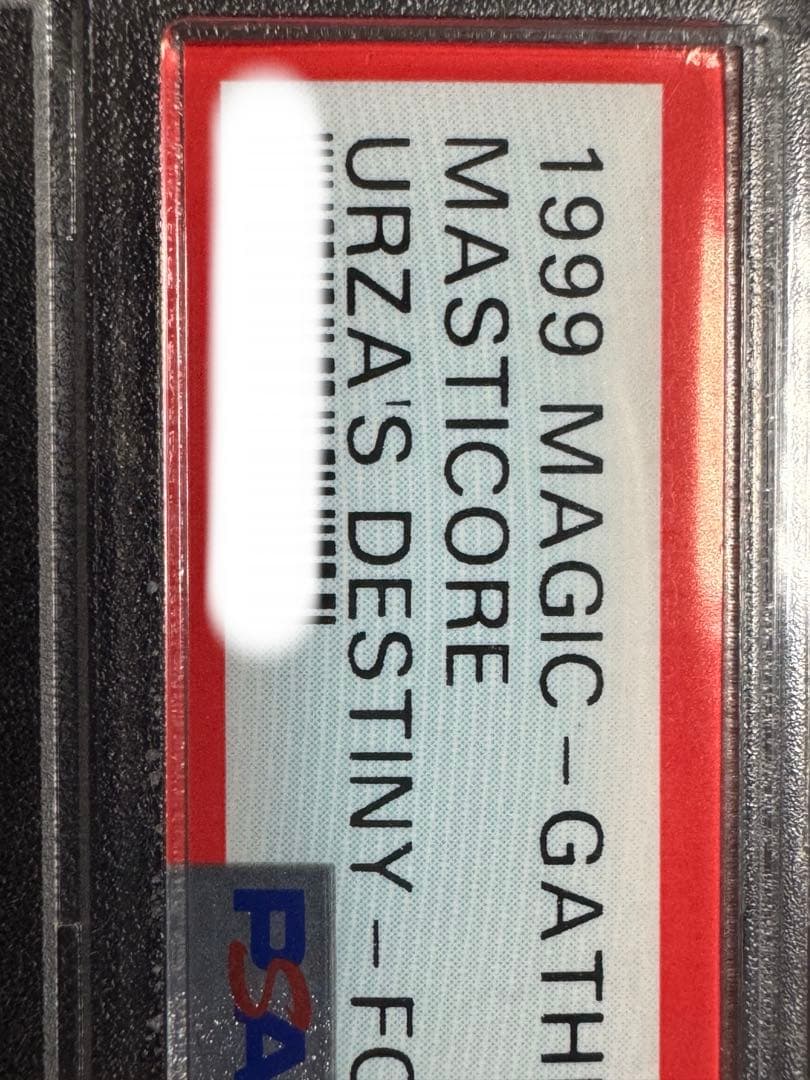 1999 MAGIC-GATH
MASTICORE
URZA'S DESTINY-FO
PSA